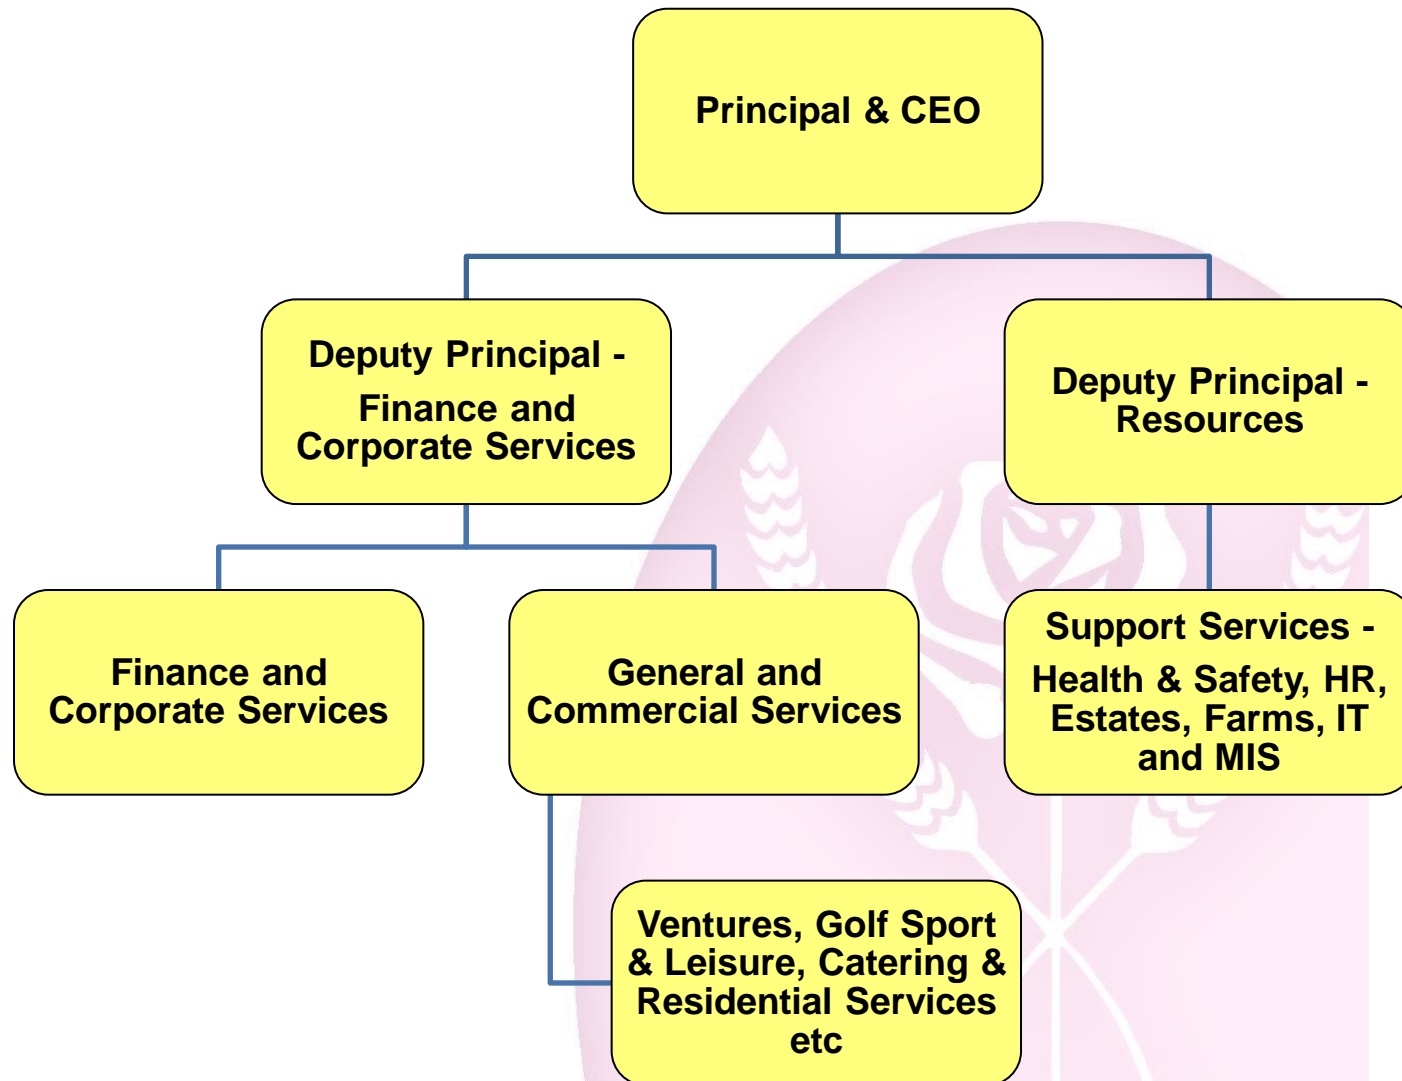 Principal & CEO
Deputy Principal -
Finance and
Corporate Services
Deputy Principal -
Resources
Finance and
Corporate Services
General and
Commercial Services
Support Services -
Health & Safety, HR,
Estates, Farms, IT
and MIS
Ventures, Golf Sport
& Leisure, Catering &
Residential Services
etc